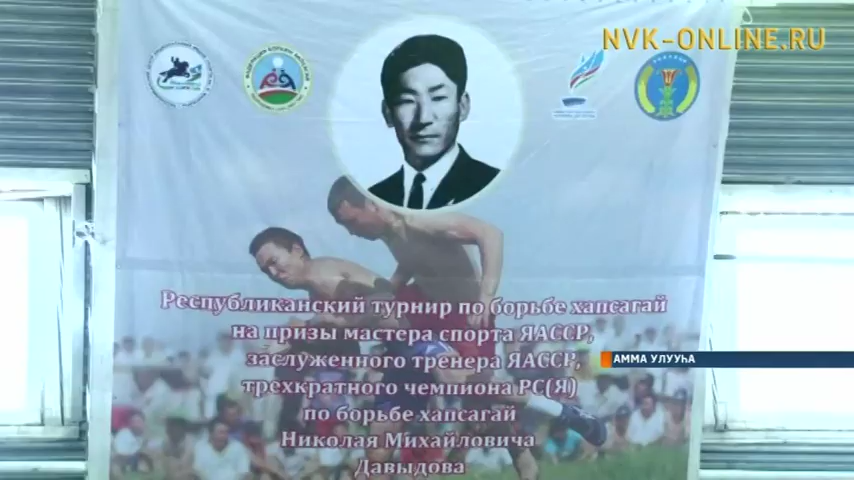 NVK-ONLINE.RU
Республиканский турнир по борьбе хапсагай
на призы мастера спорта ЯАССР,
заслуженного тренера ЯАССР,
трехкратного чемпиона РС(Я)
по борьбе хапсагай
Николая Михайловича
Давыдова
АММА УЛУУҺА